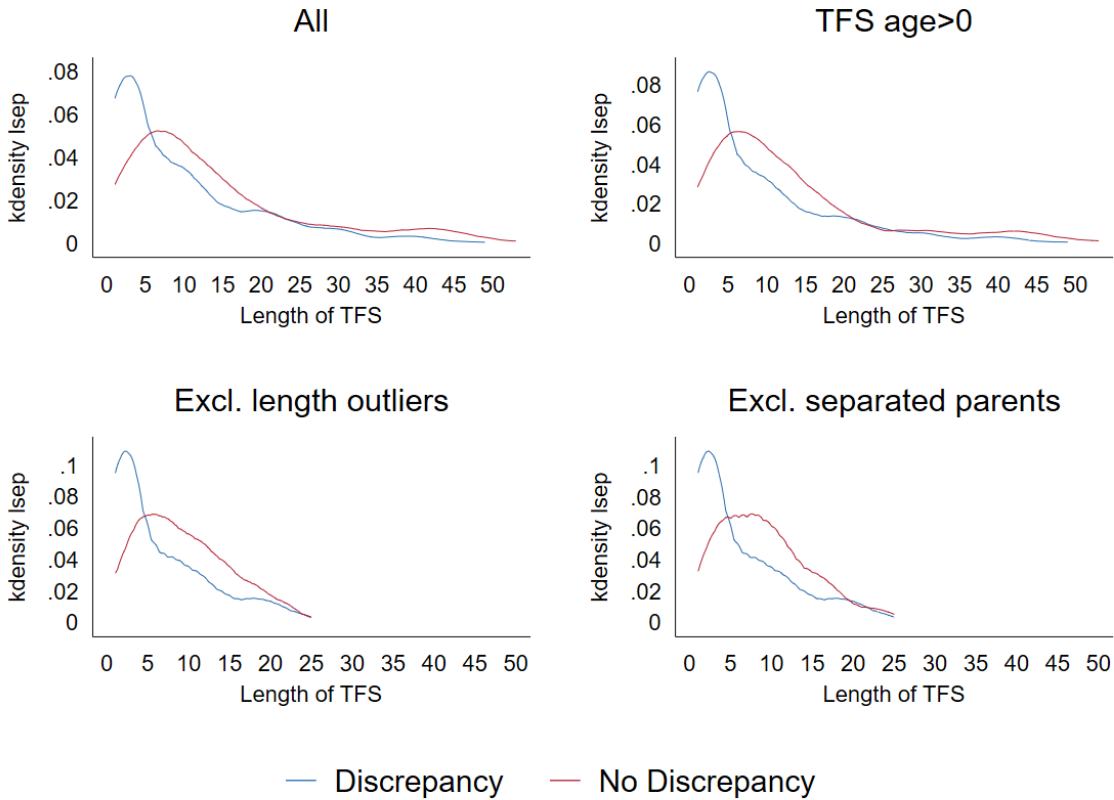 All
kdensity lsep
.08
.06
.04
.02
0
0 5 10 15 20 25 30 35 40 45 50
Length of TFS
TFS age>0
kdensity lsep
.08
.06
.04
.02
0
0 5 10 15 20 25 30 35 40 45 50
Length of TFS
Excl. length outliers
kdensity lsep
.1
.08
.06
.04
.02
0
0 5 10 15 20 25 30 35 40 45 50
Length of TFS
Excl. separated parents
kdensity lsep
.1
.08
.06
.04
.02
0
0 5 10 15 20 25 30 35 40 45 50
Length of TFS
Discrepancy No Discrepancy